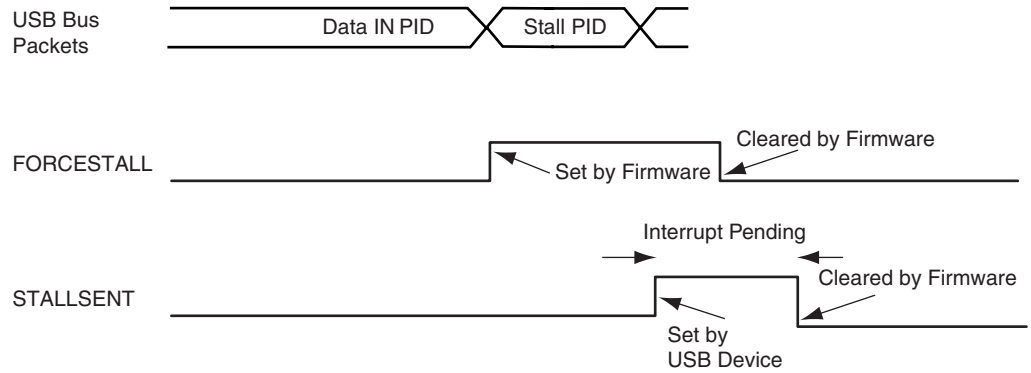 USB Bus
Packets
Data IN PID
Stall PID
FORCESTALL
Set by Firmware
Cleared by Firmware
Interrupt Pending
STALLSENT
Set by
USB Device
Cleared by Firmware